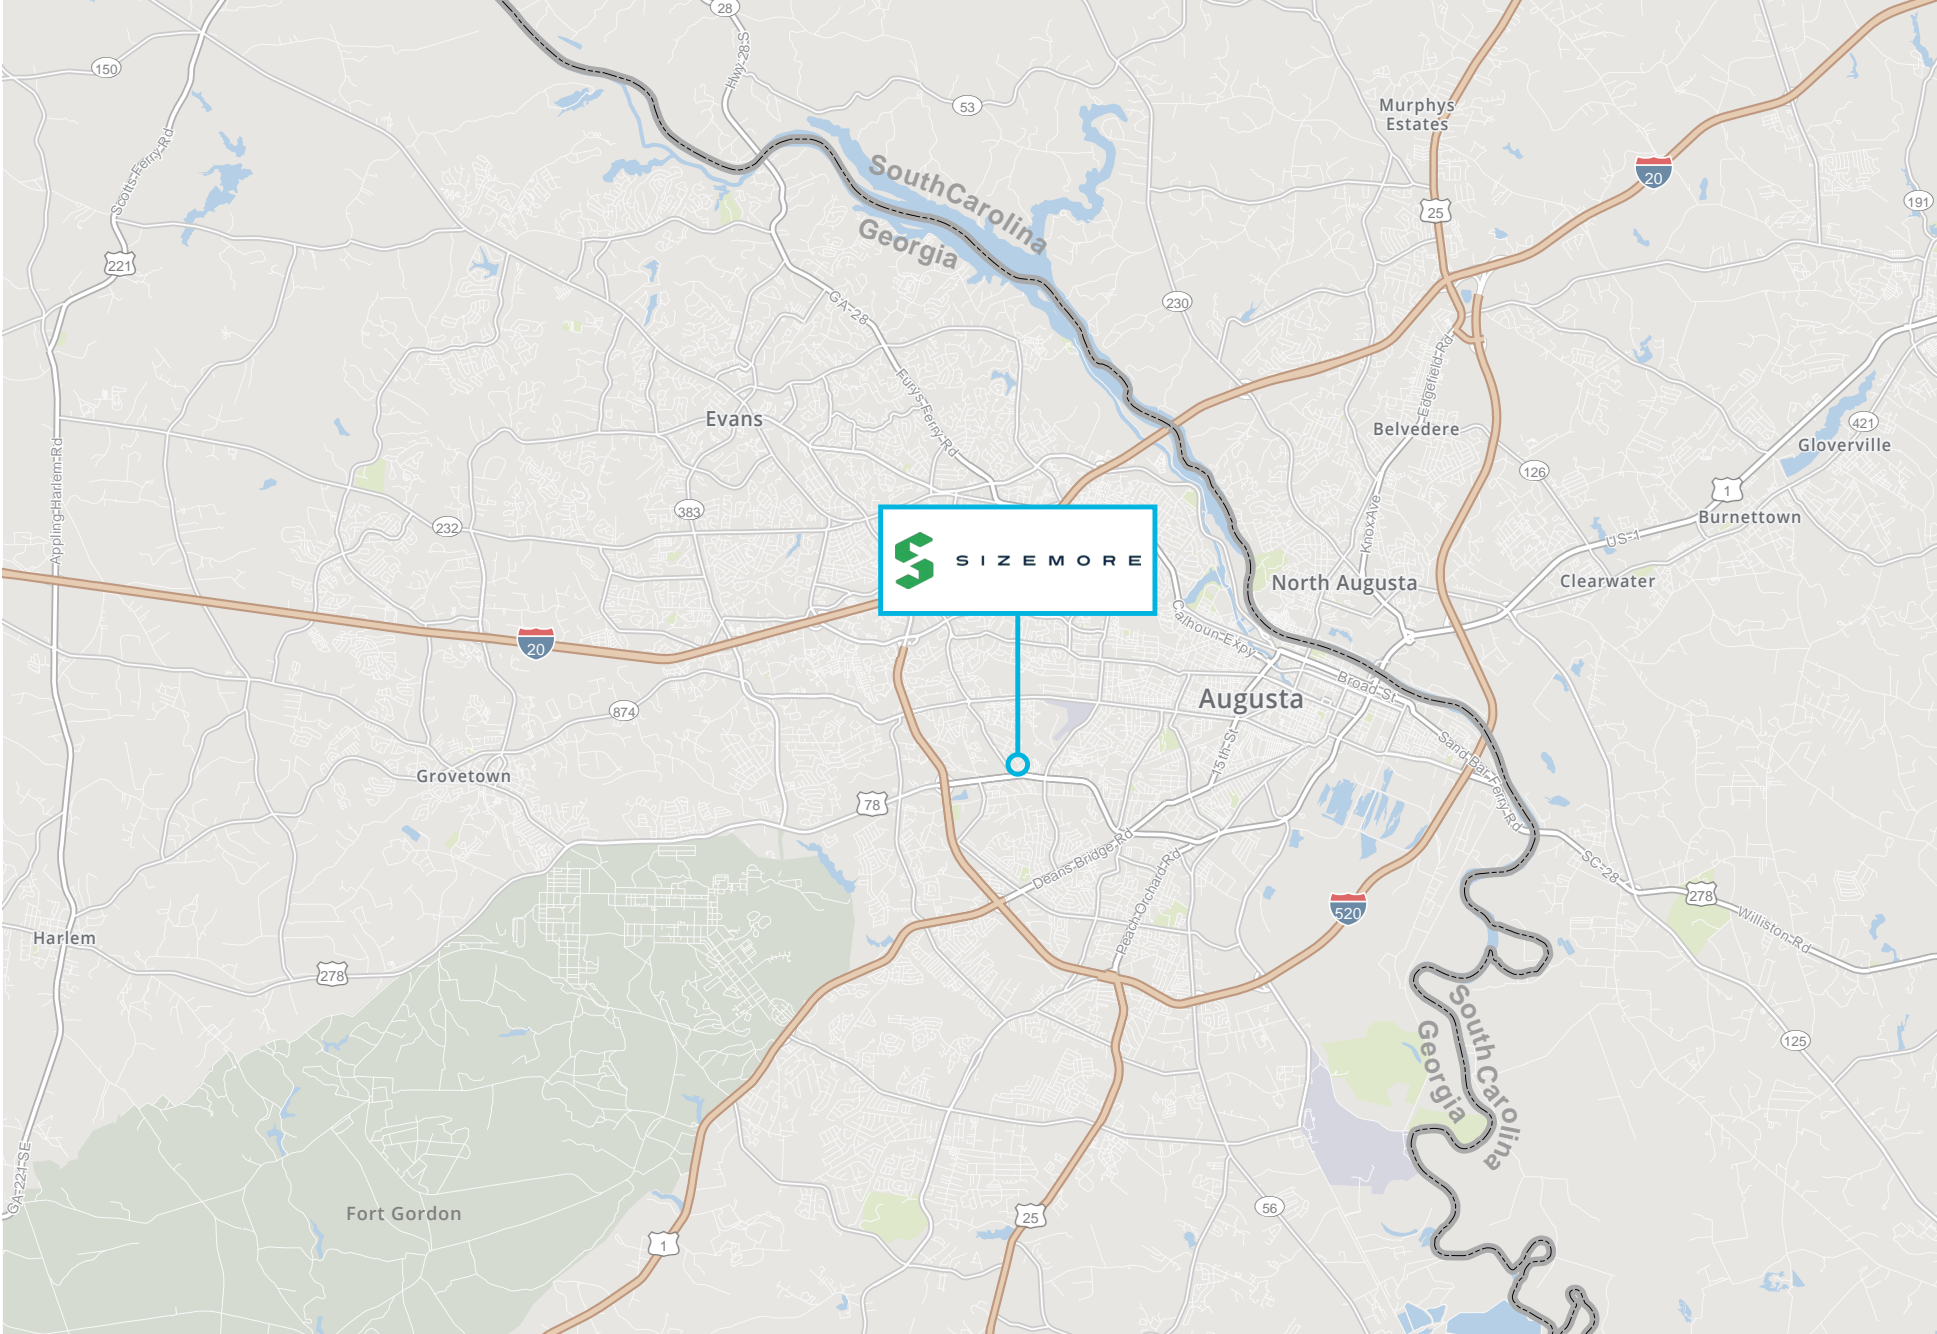 28
Hwy-28-S
150
53
Murphys
Estates
Scotts-Ferry-Rd
20
SouthCarolina
25
191
Georgia
221
GA-28
230
Edgefield-Rd
Furys-Ferry-Rd
Evans
Belvedere
421
Gloverville
Appling-Harlem-Rd
126
1
383
Burnettown
232
Knox-Ave
US-1
SIZEMORE
North Augusta
Clearwater
Calhoun-Expy
20
Broad-St
Augusta
874
15th-St
Sand-Bar-Ferry-Rd
Grovetown
78
Deans-Bridge-Rd
Peach-Orchard-Rd
SC-28
278
520
Williston-Rd
Harlem
278
SouthCarolina
Georgia
125
GA-221-SE
Fort Gordon
56
25
1